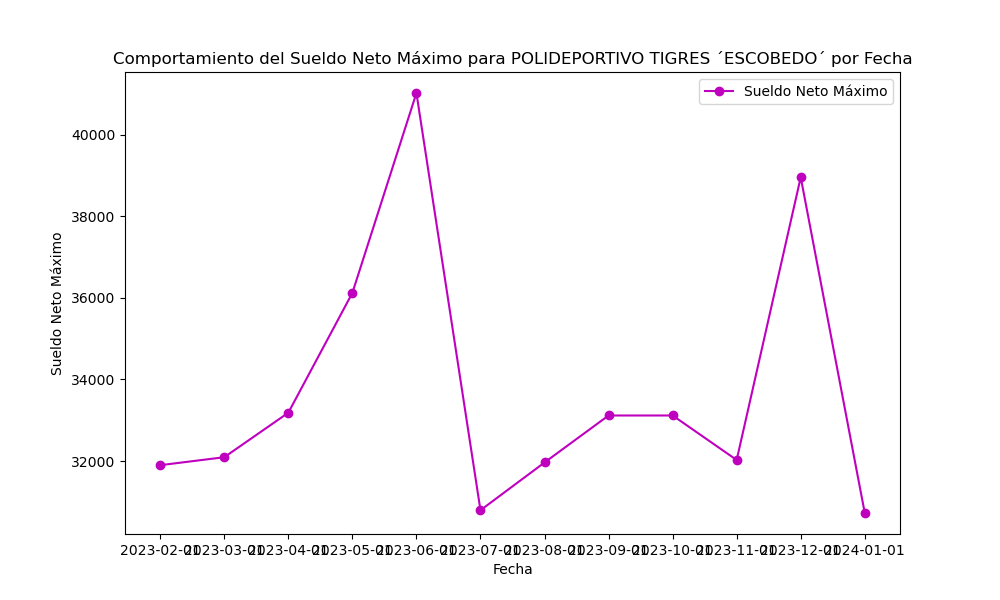 Comportamiento del Sueldo Neto Máximo para POLIDEPORTIVO TIGRES ´ESCOBEDO´ por Fecha
Sueldo Neto Máximo
40000
38000
36000
34000
32000
Sueldo Neto Máximo
2023-02-01 2023-03-01 2023-04-01 2023-05-01 2023-06-01 2023-07-01 2023-08-01 2023-09-01 2023-10-01 2023-11-01 2023-12-01 2024-01-01
Fecha